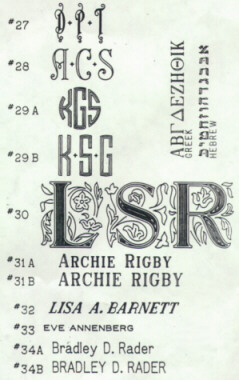 #27 D·P·T
#28 A·C·S
#29A KGS
#29B K·S·G
ΑΒΓΔΕΖΗΘΙΚ
GREEK
אבגדהוזחטיכ
HEBREW
#30 LSR
#31A ARCHIE RIGBY
#31B ARCHIE RIGBY
#32 LISA A. BARNETT
#33 EVE ANNENBERG
#34A Bradley D. Rader
#34B BRADLEY D. RADER